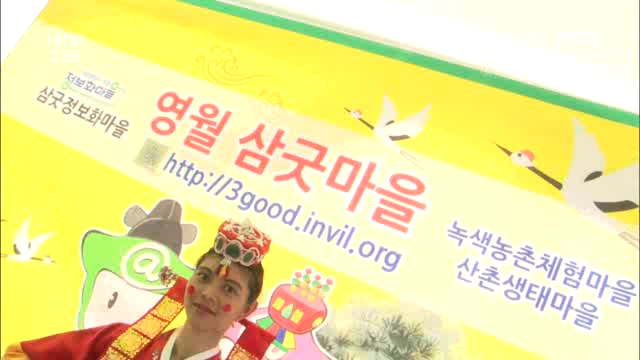 정보화마을
삼굿정보화마을
영월 삼굿마을
http://3good.invil.org
녹색농촌체험마을
산촌생태마을
@